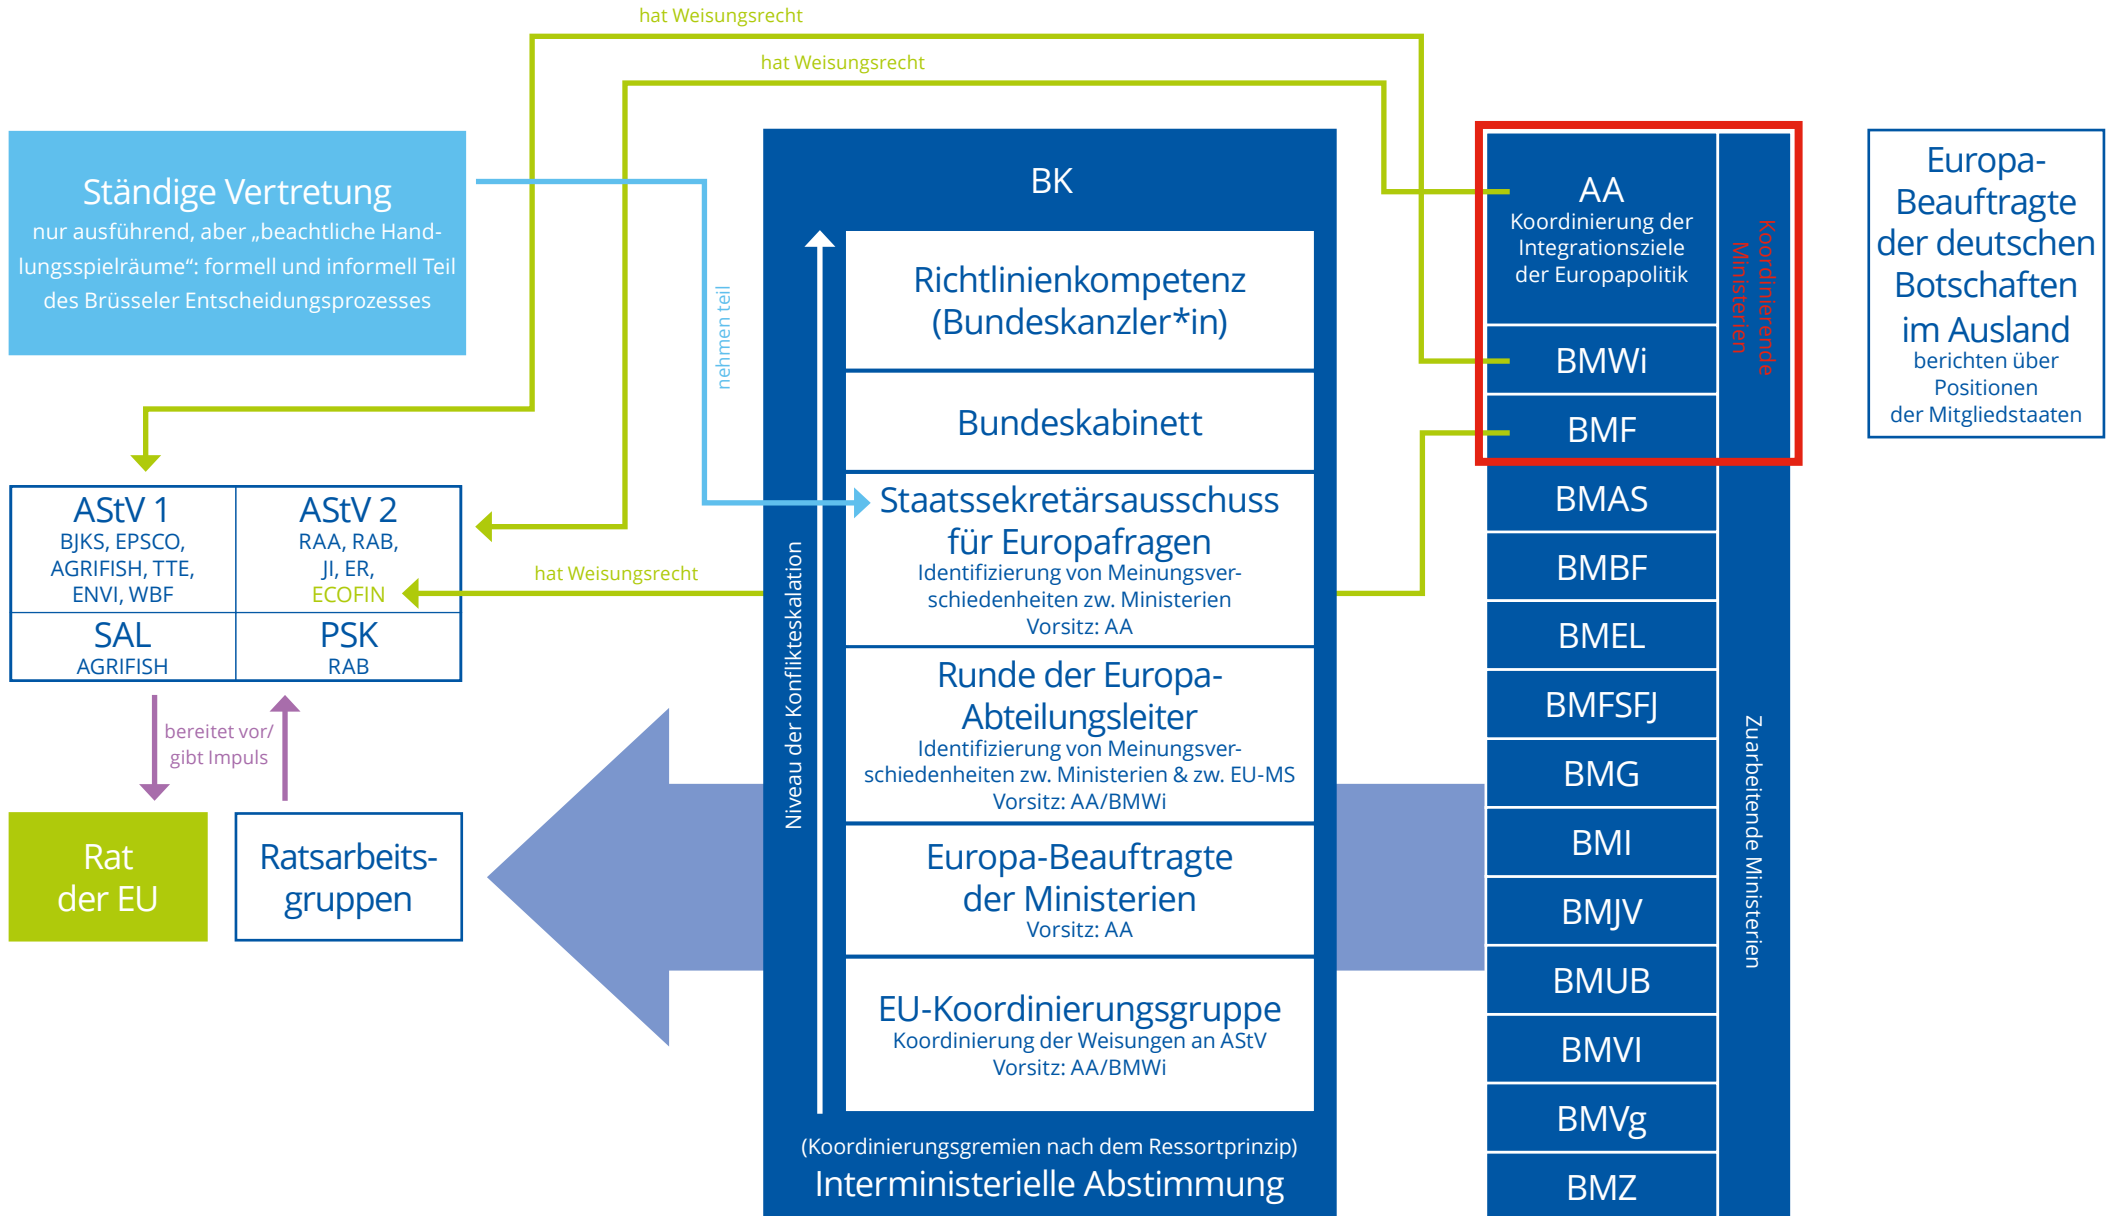 hat Weisungsrecht
hat Weisungsrecht
Ständige Vertretung
nur ausführend, aber „beachtliche Hand-
lungsspielräume“: formell und informell Teil
des Brüsseler Entscheidungsprozesses
nehmen teil
AStV 1
BJKS, EPSCO,
AGRIFISH, TTE,
ENVI, WBF
AStV 2
RAA, RAB,
JI, ER,
ECOFIN
SAL
AGRIFISH
PSK
RAB
hat Weisungsrecht
bereitet vor/
gibt Impuls
Rat
der EU
Ratsarbeits-
gruppen
BK
Niveau der Konflikteskalation
Richtlinienkompetenz
(Bundeskanzler*in)
Bundeskabinett
Staatssekretärsausschuss
für Europafragen
Identifizierung von Meinungsver-
schiedenheiten zw. Ministerien
Vorsitz: AA
Runde der Europa-
Abteilungsleiter
Identifizierung von Meinungsver-
schiedenheiten zw. Ministerien & zw. EU-MS
Vorsitz: AA/BMWi
Europa-Beauftragte
der Ministerien
Vorsitz: AA
EU-Koordinierungsgruppe
Koordinierung der Weisungen an AStV
Vorsitz: AA/BMWi
(Koordinierungsgremien nach dem Ressortprinzip)
Interministerielle Abstimmung
AA
Koordinierung der
Integrationsziele
der Europapolitik
BMWi
BMF
Koordinierende
Ministerien
BMAS
BMBF
BMEL
BMFSFJ
BMG
BMI
BMJV
BMUB
BMVI
BMVg
BMZ
Zuarbeitende Ministerien
Europa-
Beauftragte
der deutschen
Botschaften
im Ausland
berichten über
Positionen
der Mitgliedstaaten